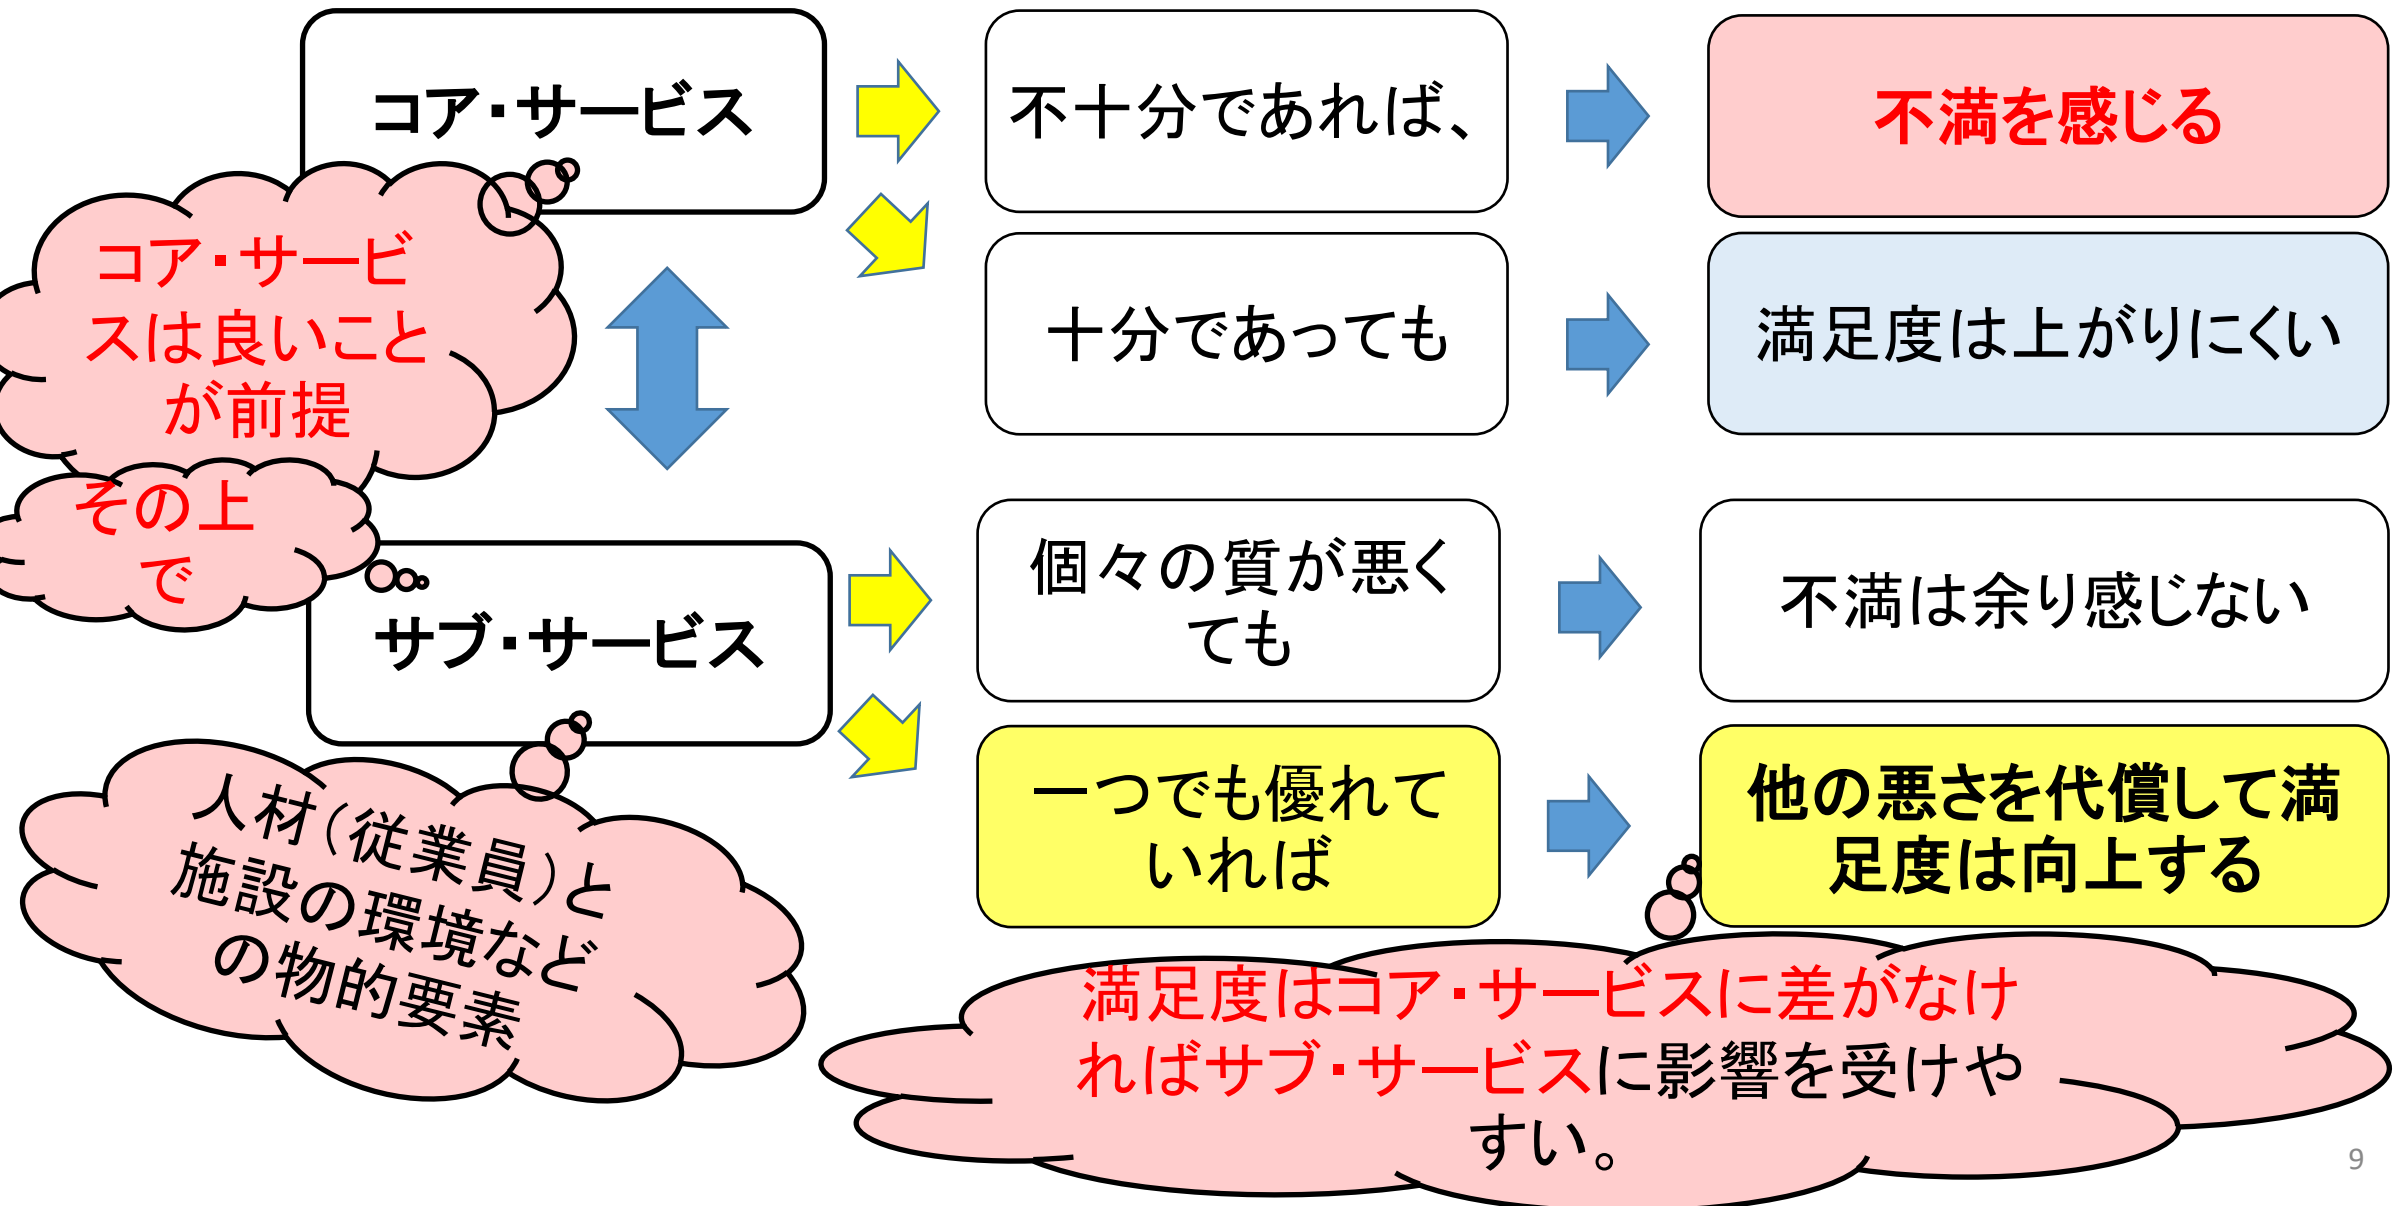 コア・サービス
不十分であれば、
不満を感じる
コア・サービ
スは良いこと
が前提
十分であっても
満足度は上がりにくい
その上
で
サブ・サービス
個々の質が悪く
ても
不満は余り感じない
一つでも優れて
いれば
他の悪さを代償して満
足度は向上する
人材（従業員）と
施設の環境など
の物的要素
満足度はコア・サービスに差がなけ
ればサブ・サービスに影響を受けや
すい。
9